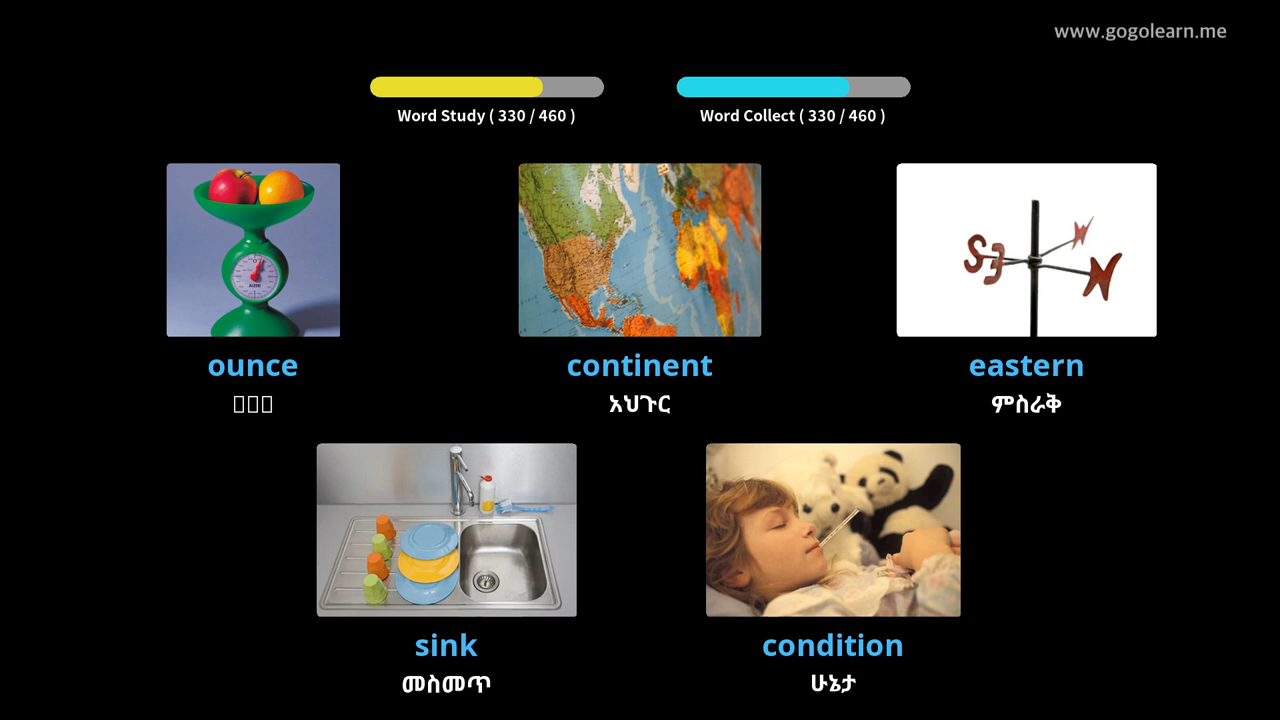 www.gogolearn.me
Word Study ( 330 / 460 )
Word Collect ( 330 / 460 )
ounce
continent
eastern
አህጉር
ምስራቅ
sink
condition
መስመጥ
ሁኔታ